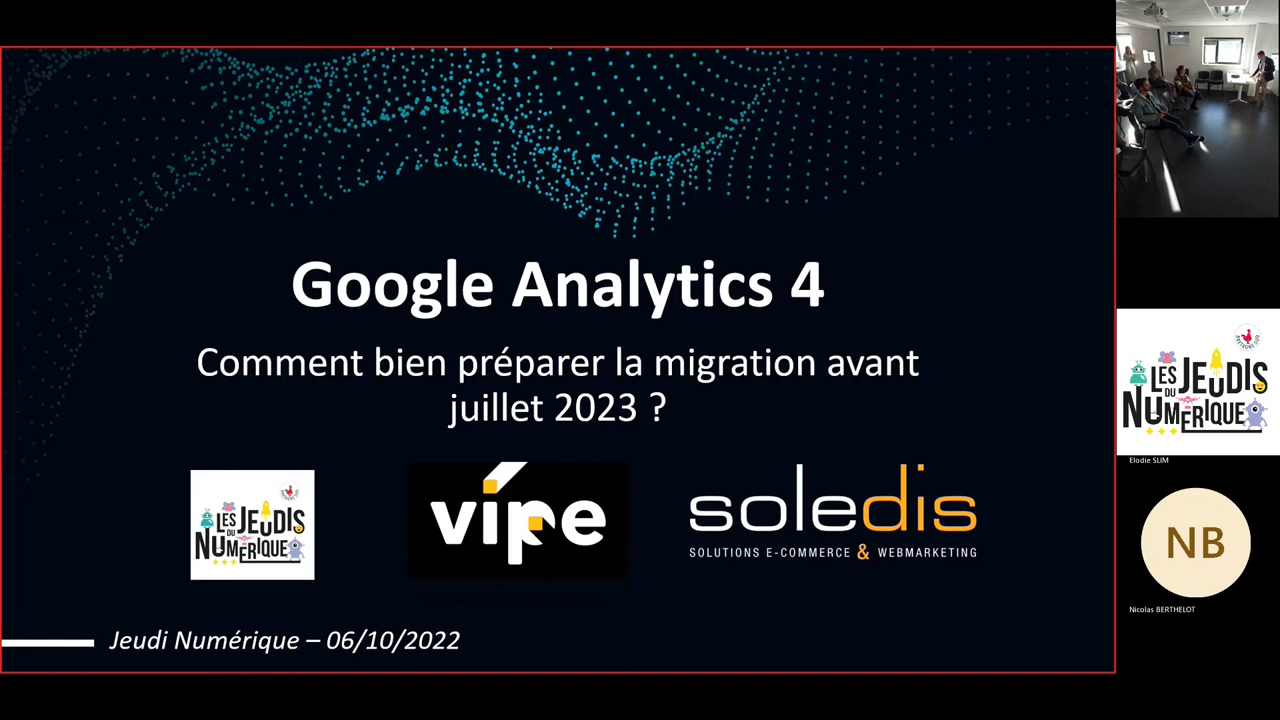 Google Analytics 4
Comment bien préparer la migration avant
juillet 2023 ?
LES JEUDIS
DU
NUMÉRIQUE
vipe
soledis
SOLUTIONS E-COMMERCE & WEBMARKETING
Jeudi Numérique – 06/10/2022
LES JEUDIS
DU
NUMÉRIQUE
Elodie SLIM
NB
Nicolas BERTHELOT